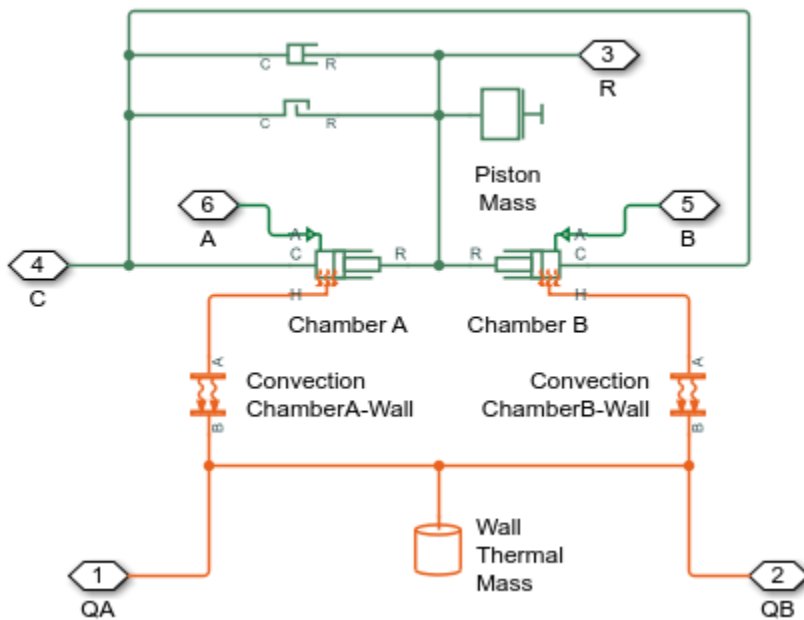 C R
3
R
C R
Piston
Mass
6
A
5
B
A
C
R
R
A
C
4
C
H
H
Chamber A
Chamber B
A
A
Convection
ChamberA-Wall
Convection
ChamberB-Wall
B
B
Wall
Thermal
Mass
1
QA
2
QB